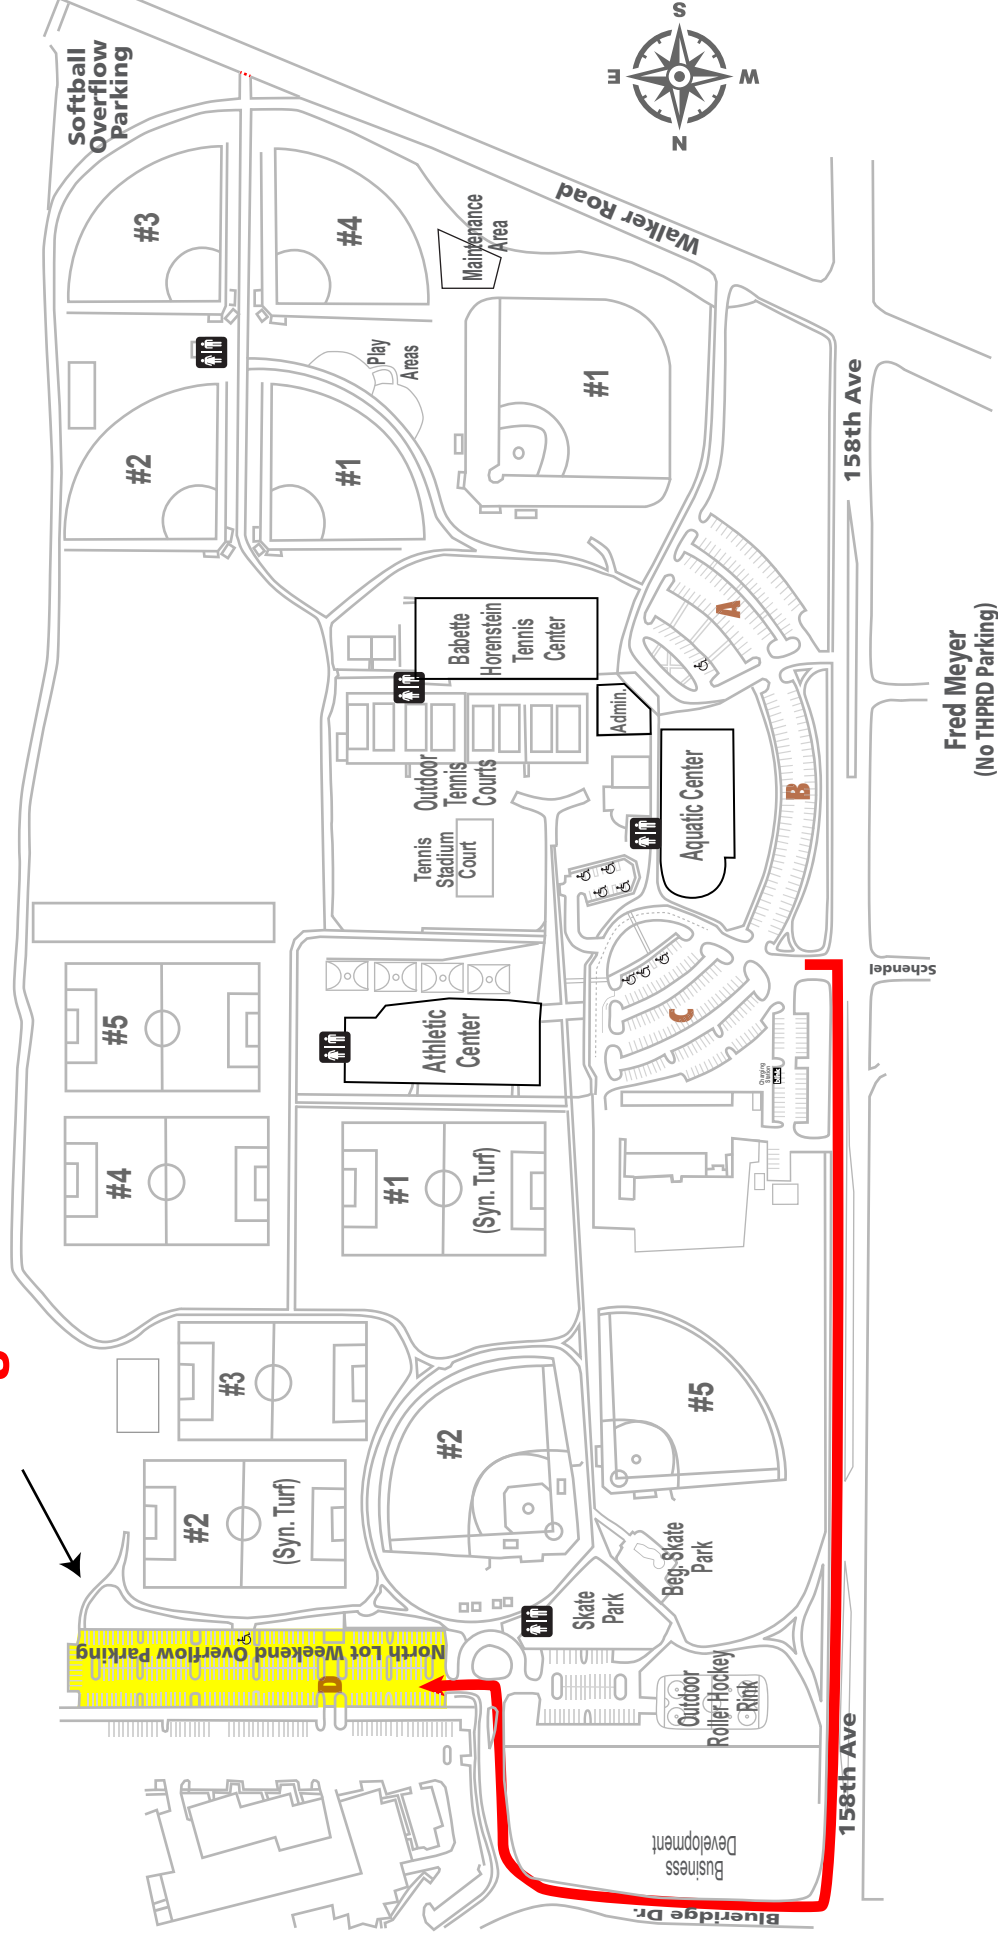 Softball
Overflow
Parking
S
E
W
N
#3
#4
Maintenance
Area
Walker Road
Play
Areas
#1
#2
#1
158th Ave
Babette
Horenstein
Tennis
Center
A
Fred Meyer
(No THPRD Parking)
Admin.
Outdoor
Tennis
Courts
Aquatic Center
B
Tennis
Stadium
Court
Schendel
#5
Athletic
Center
C
Charging
Station
#4
#1
(Syn. Turf)
#3
#2
#5
#2
(Syn. Turf)
Beg. Skate
Park
Skate
Park
North Lot Weekend Overflow Parking
D
Outdoor
Roller Hockey
Rink
158th Ave
Business
Development
Blueridge Dr.